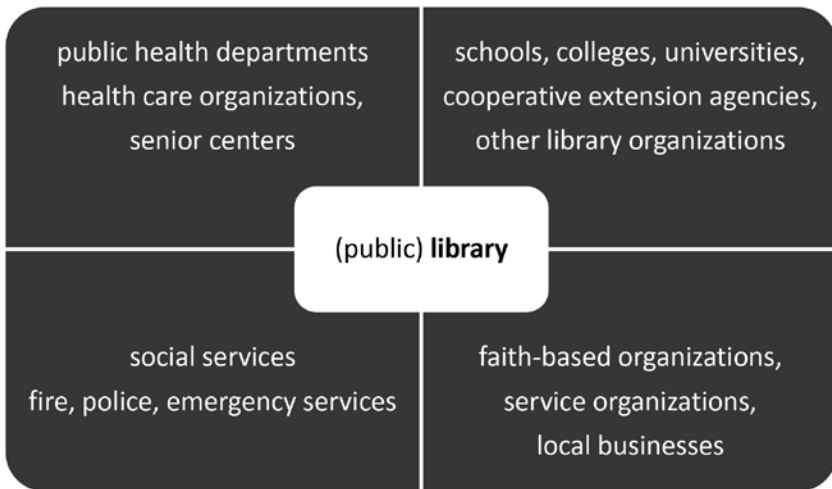 public health departments
health care organizations,
senior centers
schools, colleges, universities,
cooperative extension agencies,
other library organizations
(public) library
social services
fire, police, emergency services
faith-based organizations,
service organizations,
local businesses